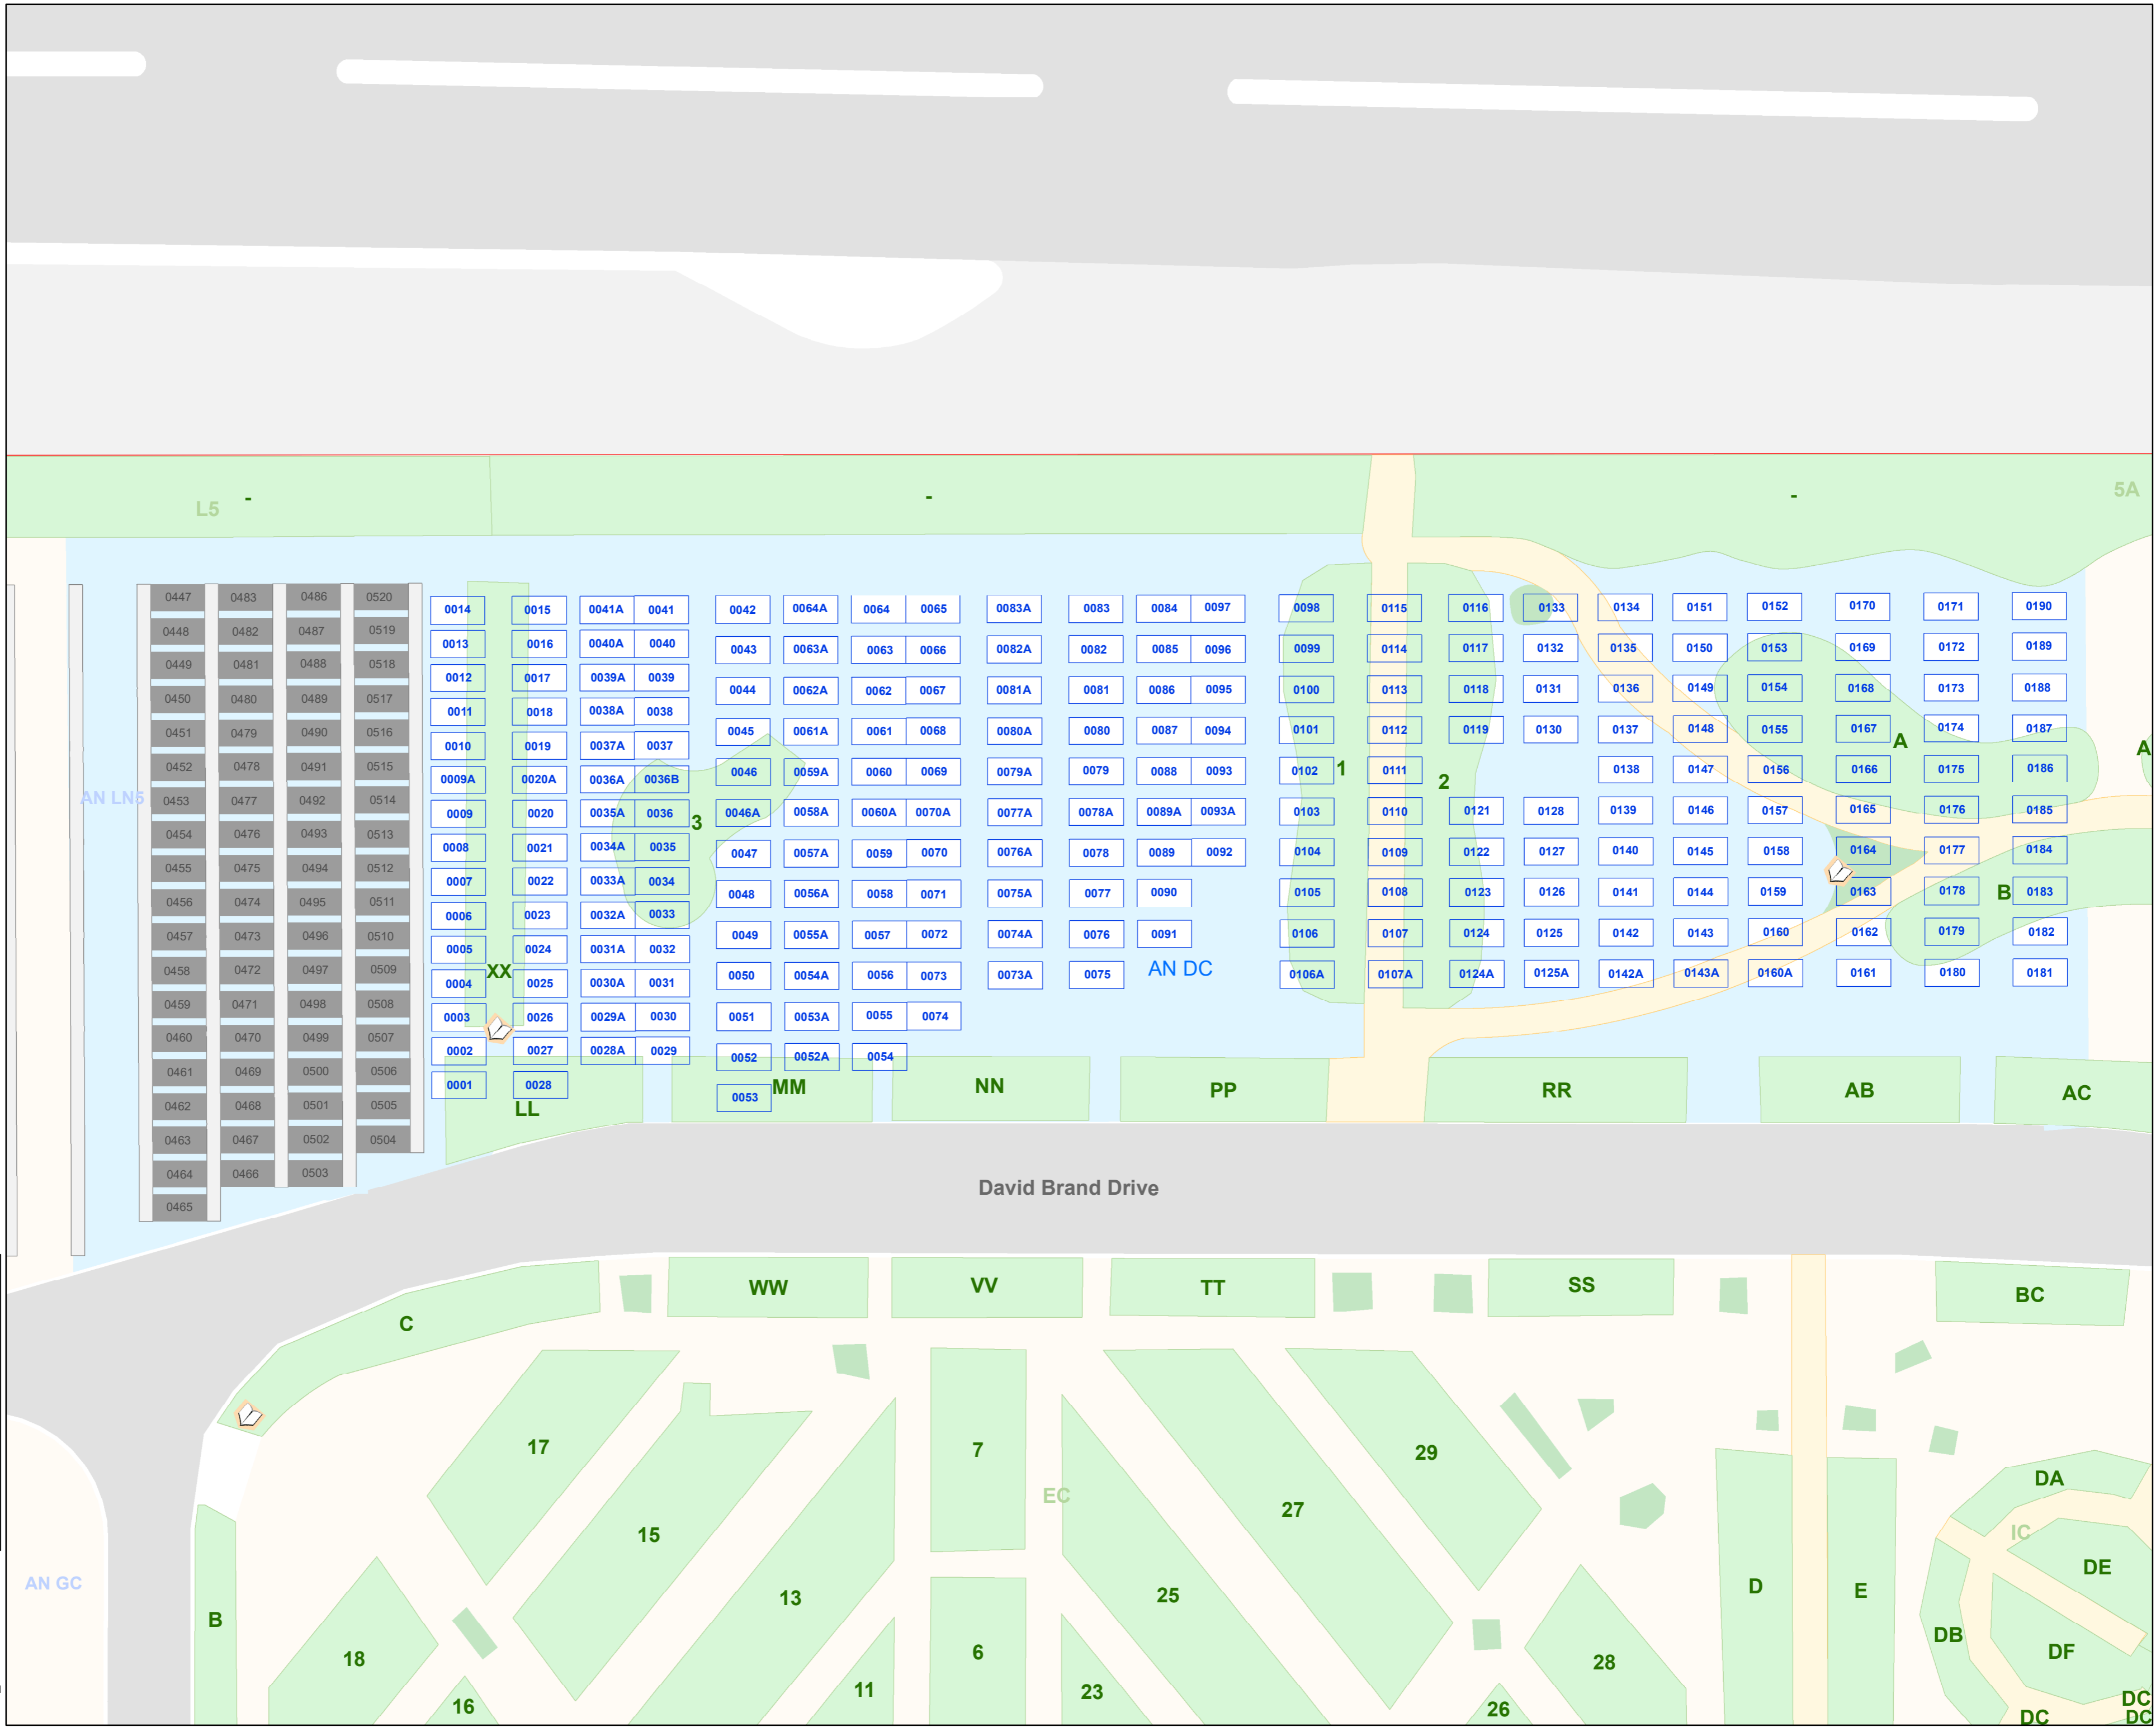 L5 - - - 5A
0447 0483 0486 0520
0448 0482 0487 0519
0449 0481 0488 0518
0450 0480 0489 0517
0451 0479 0490 0516
0452 0478 0491 0515
0453 0477 0492 0514
0454 0476 0493 0513
0455 0475 0494 0512
0456 0474 0495 0511
0457 0473 0496 0510
0458 0472 0497 0509
0459 0471 0498 0508
0460 0470 0499 0507
0461 0469 0500 0506
0462 0468 0501 0505
0463 0467 0502 0504
0464 0466 0503
0465
AN LN5
0014 0015 0041A 0041
0013 0016 0040A 0040
0012 0017 0039A 0039
0011 0018 0038A 0038
0010 0019 0037A 0037
0009A 0020A 0036A 0036B
0009 0020 0035A 0036 3
0008 0021 0034A 0035
0007 0022 0033A 0034
0006 0023 0032A 0033
0005 0024 0031A 0032
XX
0004 0025 0030A 0031
0003 0026 0029A 0030
0002 0027 0028A 0029
0001 0028
0042 0064A 0064 0065 0083A 0083 0084 0097
0043 0063A 0063 0066 0082A 0082 0085 0096
0044 0062A 0062 0067 0081A 0081 0086 0095
0045 0061A 0061 0068 0080A 0080 0087 0094
0046 0059A 0060 0069 0079A 0079 0088 0093
0046A 0058A 0060A 0070A 0077A 0078A 0089A 0093A
0047 0057A 0059 0070 0076A 0078 0089 0092
0048 0056A 0058 0071 0075A 0077 0090
0049 0055A 0057 0072 0074A 0076 0091
0050 0054A 0056 0073 0073A 0075 AN DC
0051 0053A 0055 0074
0052 0052A 0054
0053
0098 0115 0116 0133 0134 0151 0152 0170 0171 0190
0099 0114 0117 0132 0135 0150 0153 0169 0172 0189
0100 0113 0118 0131 0136 0149 0154 0168 0173 0188
0101 0112 0119 0130 0137 0148 0155 0167 A 0174 0187 A
0102 1 0111 2 0138 0147 0156 0166 0175 0186
0103 0110 0121 0128 0139 0146 0157 0165 0176 0185
0104 0109 0122 0127 0140 0145 0158 0164 0177 0184
0105 0108 0123 0126 0141 0144 0159 0163 0178 B 0183
0106 0107 0124 0125 0142 0143 0160 0162 0179 0182
0106A 0107A 0124A 0125A 0142A 0143A 0160A 0161 0180 0181
LL MM NN PP RR AB AC
David Brand Drive
C WW VV TT SS BC
17 7 29 DA
EC 27 IC
15 DE
AN GC 13 25 D E
B DB
18 6 28 DF
11 23
16 26 DC DC
DC